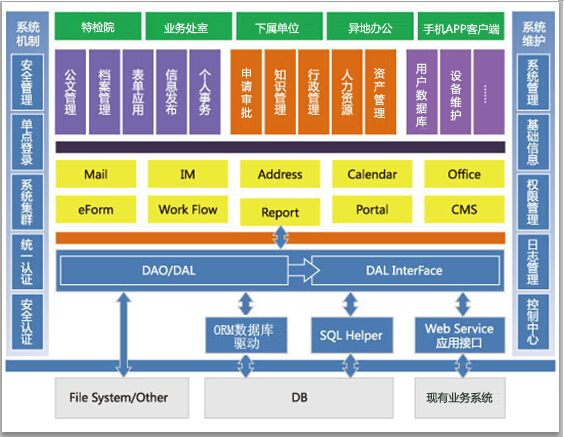 系统
机制
安全管理
单点登录
系统集群
统一认证
安全认证
特检院
业务处室
下属单位
异地办公
手机APP客户端
公文管理
档案管理
表单应用
信息发布
个人事务
申请审批
知识管理
行政管理
人力资源
资产管理
用户数据库
设备维护
......
Mail
IM
Address
Calendar
Office
eForm
Work Flow
Report
Portal
CMS
DAO/DAL
DAL InterFace
ORM数据库
驱动
SQL Helper
Web Service
应用接口
File System/Other
DB
现有业务系统
系统
维护
系统管理
基础信息
权限管理
日志管理
控制中心